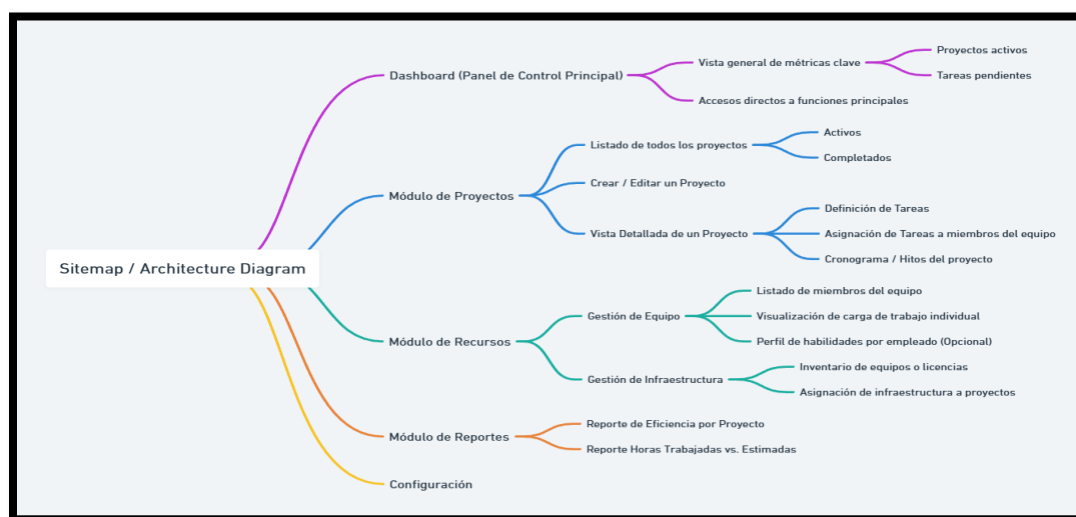 Sitemap / Architecture Diagram
Dashboard (Panel de Control Principal)
Vista general de métricas clave
Proyectos activos
Tareas pendientes
Accesos directos a funciones principales
Módulo de Proyectos
Listado de todos los proyectos
Activos
Completados
Crear / Editar un Proyecto
Vista Detallada de un Proyecto
Definición de Tareas
Asignación de Tareas a miembros del equipo
Cronograma / Hitos del proyecto
Módulo de Recursos
Gestión de Equipo
Listado de miembros del equipo
Visualización de carga de trabajo individual
Perfil de habilidades por empleado (Opcional)
Gestión de Infraestructura
Inventario de equipos o licencias
Asignación de infraestructura a proyectos
Módulo de Reportes
Reporte de Eficiencia por Proyecto
Reporte Horas Trabajadas vs. Estimadas
Configuración